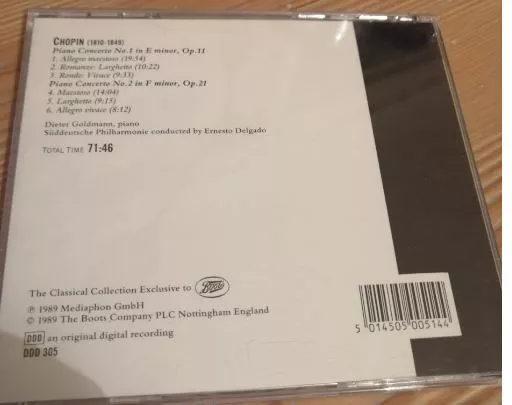 CHOPIN (1810-1849)
Piano Concerto No.1 in E minor, Op.11
1. Allegro maestoso (19:54)
2. Romanze: Larghetto (10:22)
3. Rondo: Vivace (9:33)
Piano Concerto No.2 in F minor, Op.21
4. Maestoso (14:04)
5. Larghetto (9:13)
6. Allegro vivace (8:12)
Dieter Goldmann, piano
Süddeutsche Philharmonie conducted by Ernesto Delgado
TOTAL TIME 71:46
The Classical Collection Exclusive to Boots
℗ 1989 Mediaphon GmbH
© 1989 The Boots Company PLC Nottingham England
DDD an original digital recording
DDD 305
5 014505 005144